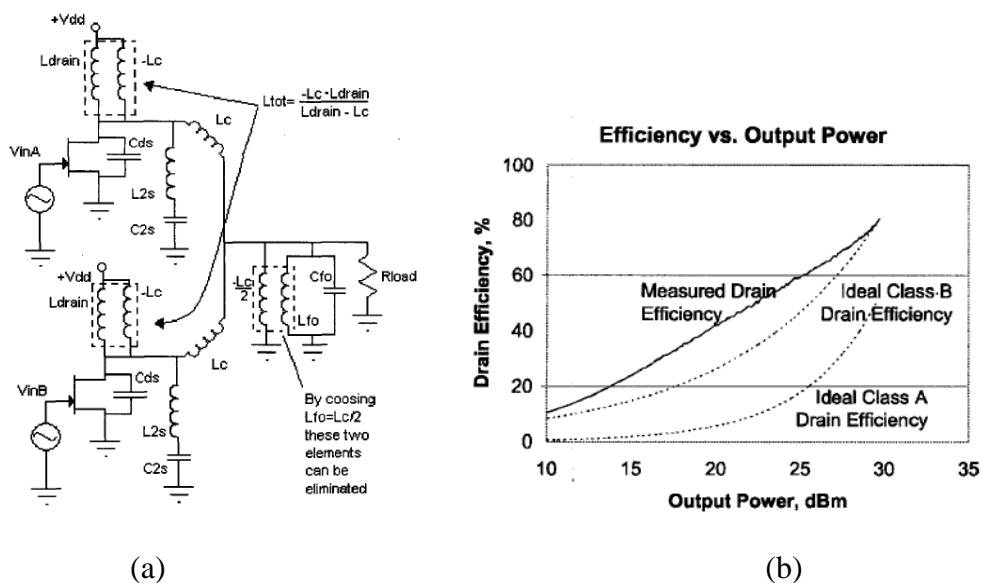 +Vdd
Ldrain
-Lc
Ltot= -Lc·Ldrain
Ldrain - Lc
Lc
VinA
Cds
L2s
C2s
+Vdd
Ldrain
-Lc
-Lc
2
Cfo
Lfo
Rload
Lc
VinB
Cds
L2s
C2s
By coosing
Lfo=Lc/2
these two
elements
can be
eliminated
(a)
Efficiency vs. Output Power
Drain Efficiency, %
100
80
60
40
20
0
Measured Drain
Efficiency
Ideal Class B
Drain Efficiency
Ideal Class A
Drain Efficiency
10 15 20 25 30 35
Output Power, dBm
(b)